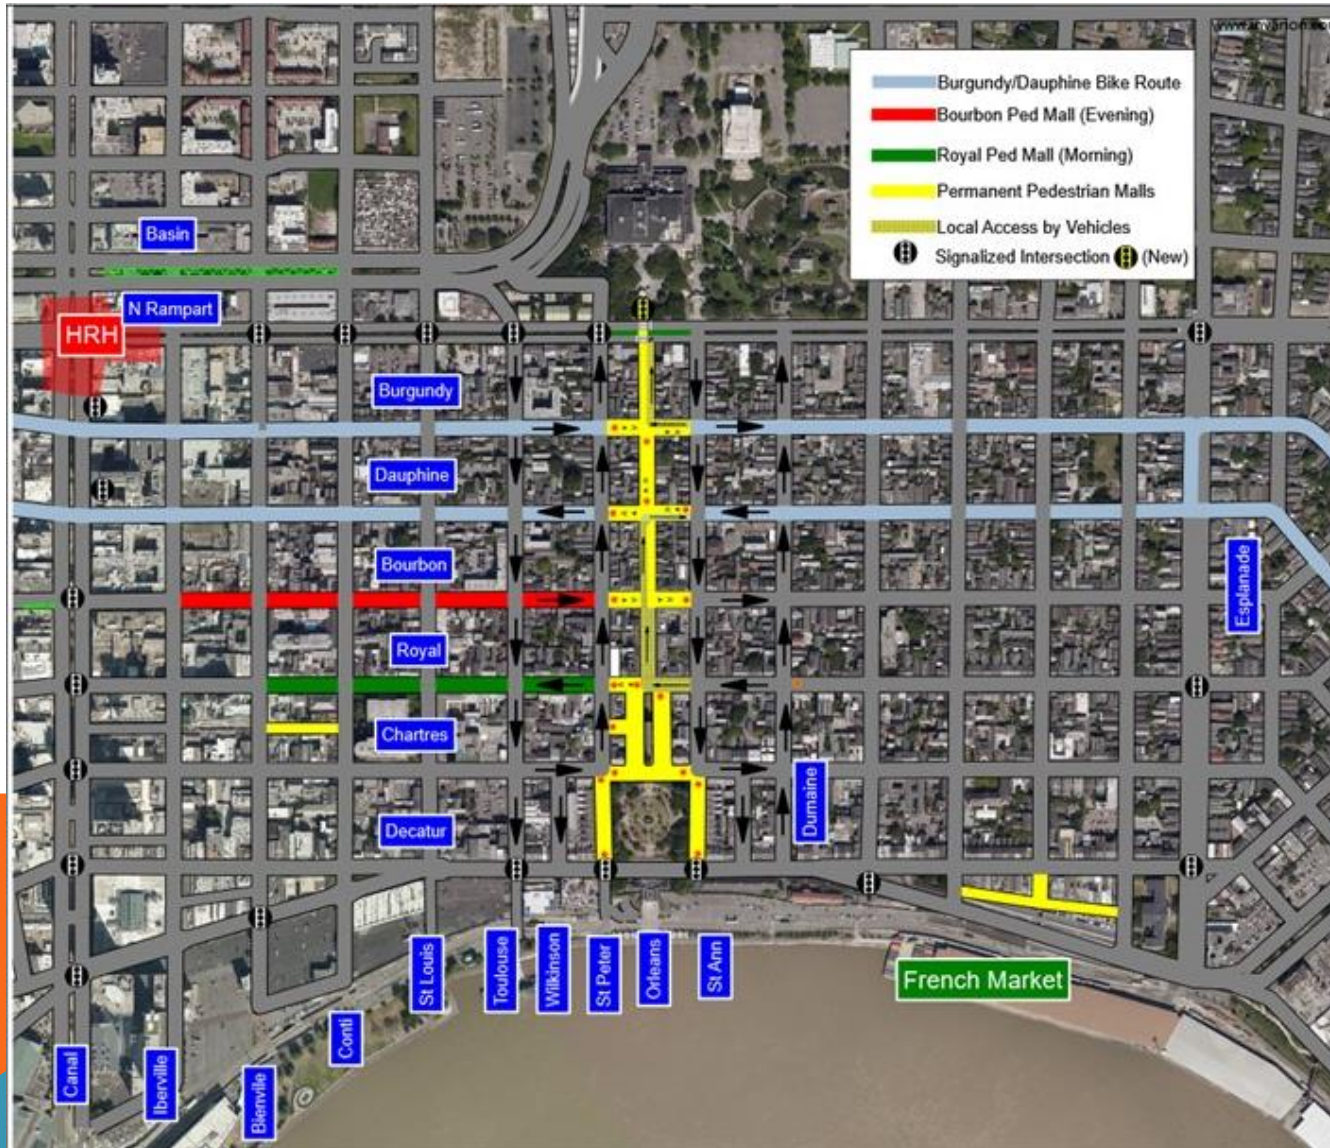 Burgundy/Dauphine Bike Route
Bourbon Ped Mall (Evening)
Royal Ped Mall (Morning)
Permanent Pedestrian Malls
Local Access by Vehicles
Signalized Intersection (New)
Basin
N Rampart
HRH
Burgundy
Dauphine
Bourbon
Esplanade
Royal
Chartres
Dumaine
Decatur
St Louis
Toulouse
Wilkinson
St Peter
Orleans
St Ann
French Market
Conti
Canal
Iberville
Bienville